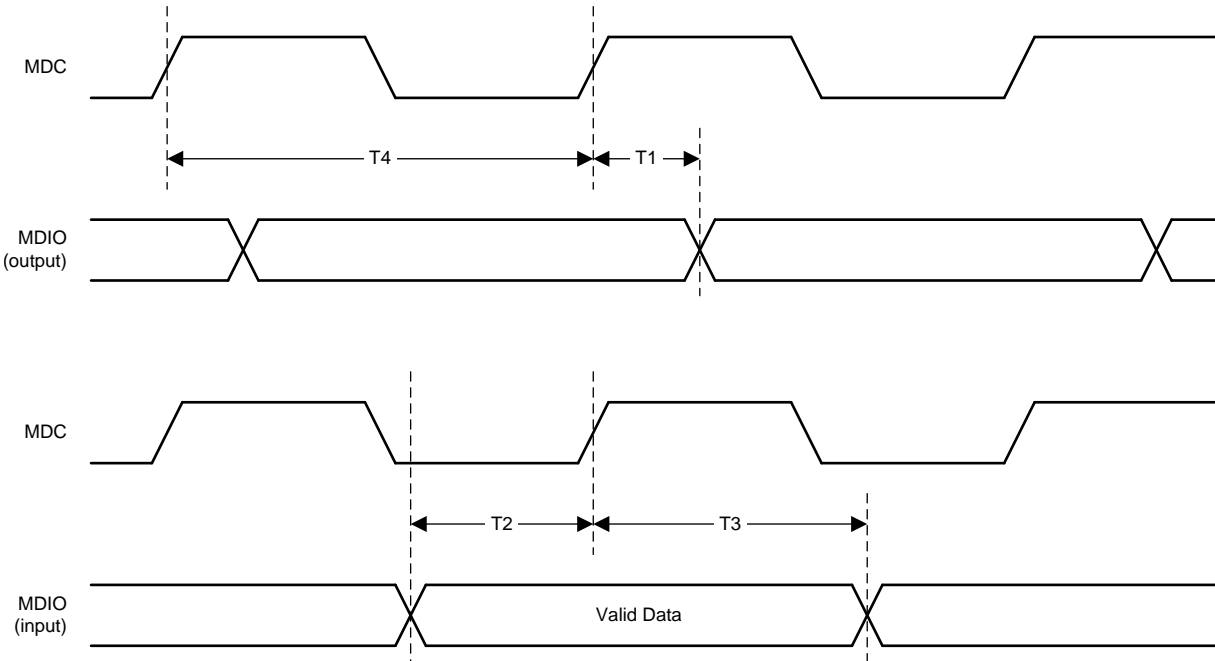 MDC
T4
T1
MDIO
(output)
MDC
T2
T3
MDIO
(input)
Valid Data